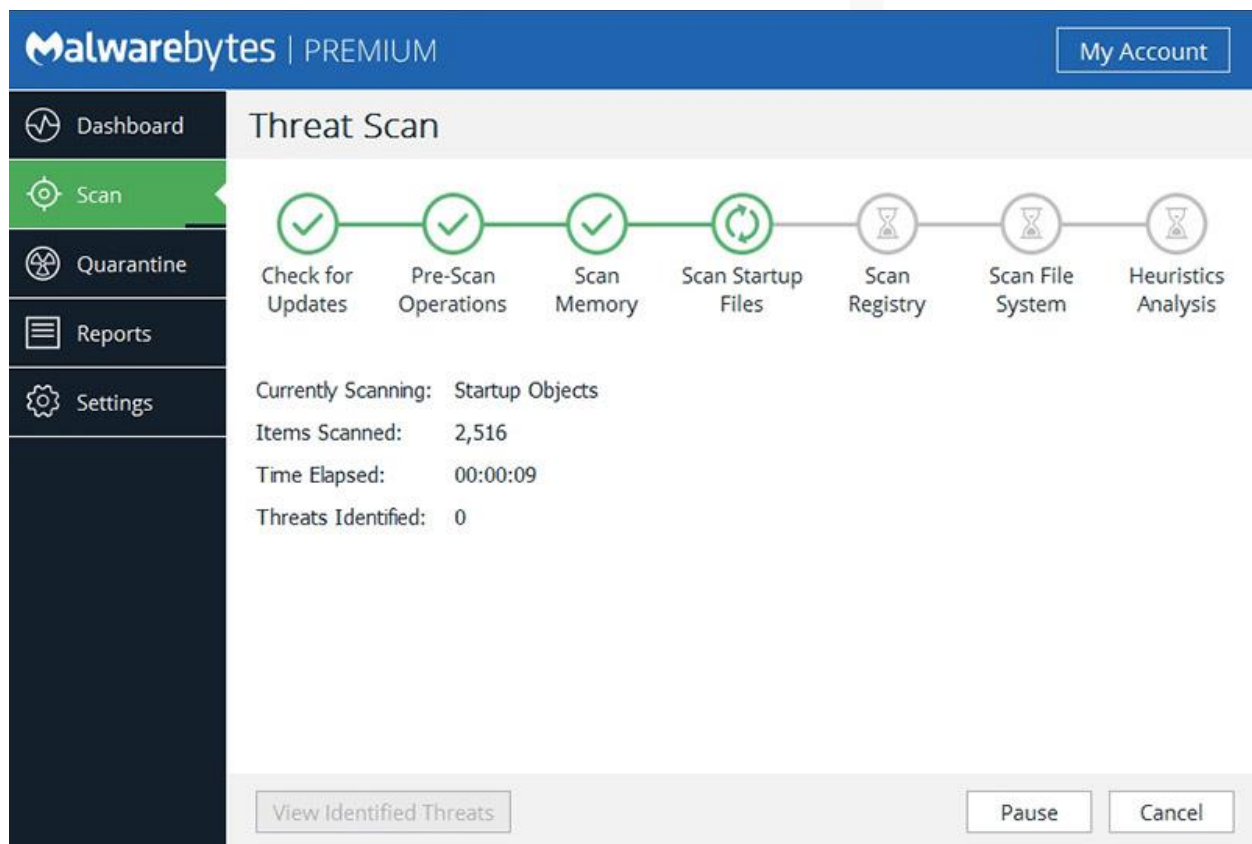 Malwarebytes | PREMIUM
My Account
Dashboard
Scan
Quarantine
Reports
Settings
Threat Scan
Check for
Updates
Pre-Scan
Operations
Scan
Memory
Scan Startup
Files
Scan
Registry
Scan File
System
Heuristics
Analysis
Currently Scanning: Startup Objects
Items Scanned: 2,516
Time Elapsed: 00:00:09
Threats Identified: 0
View Identified Threats
Pause
Cancel